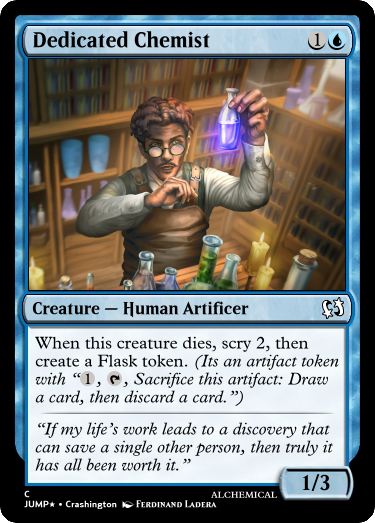 Dedicated Chemist 1
Creature — Human Artificer
When this creature dies, scry 2, then
create a Flask token. (Its an artifact token
with “1, , Sacrifice this artifact: Draw
a card, then discard a card.”)
“If my life’s work leads to a discovery that
can save a single other person, then truly it
has all been worth it.”
1/3
C ALCHEMICAL
JUMP★ • Crashington Ferdinand Ladera